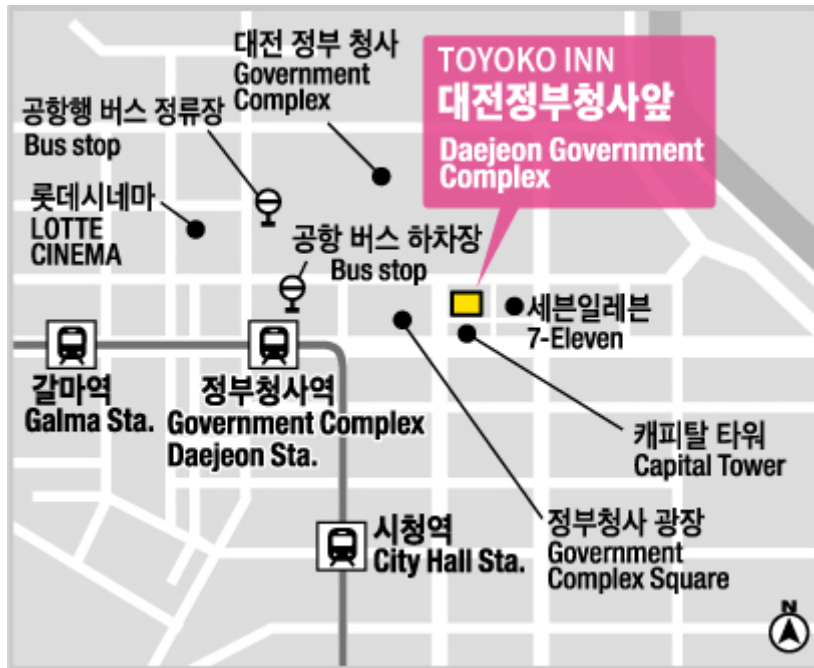 대전 정부 청사
Government
Complex
TOYOKO INN
대전정부청사앞
Daejeon Government
Complex
공항행 버스 정류장
Bus stop
롯데시네마
LOTTE
CINEMA
공항 버스 하차장
Bus stop
세븐일레븐
7-Eleven
갈마역
Galma Sta.
정부청사역
Government Complex
Daejeon Sta.
캐피탈 타워
Capital Tower
시청역
City Hall Sta.
정부청사 광장
Government
Complex Square
N